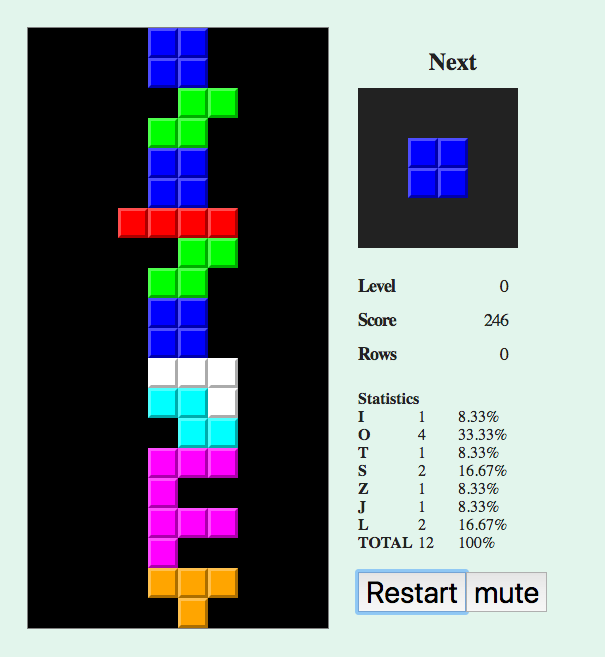 Next
Level 0
Score 246
Rows 0
Statistics
I 1 8.33%
O 4 33.33%
T 1 8.33%
S 2 16.67%
Z 1 8.33%
J 1 8.33%
L 2 16.67%
TOTAL 12 100%
Restart mute